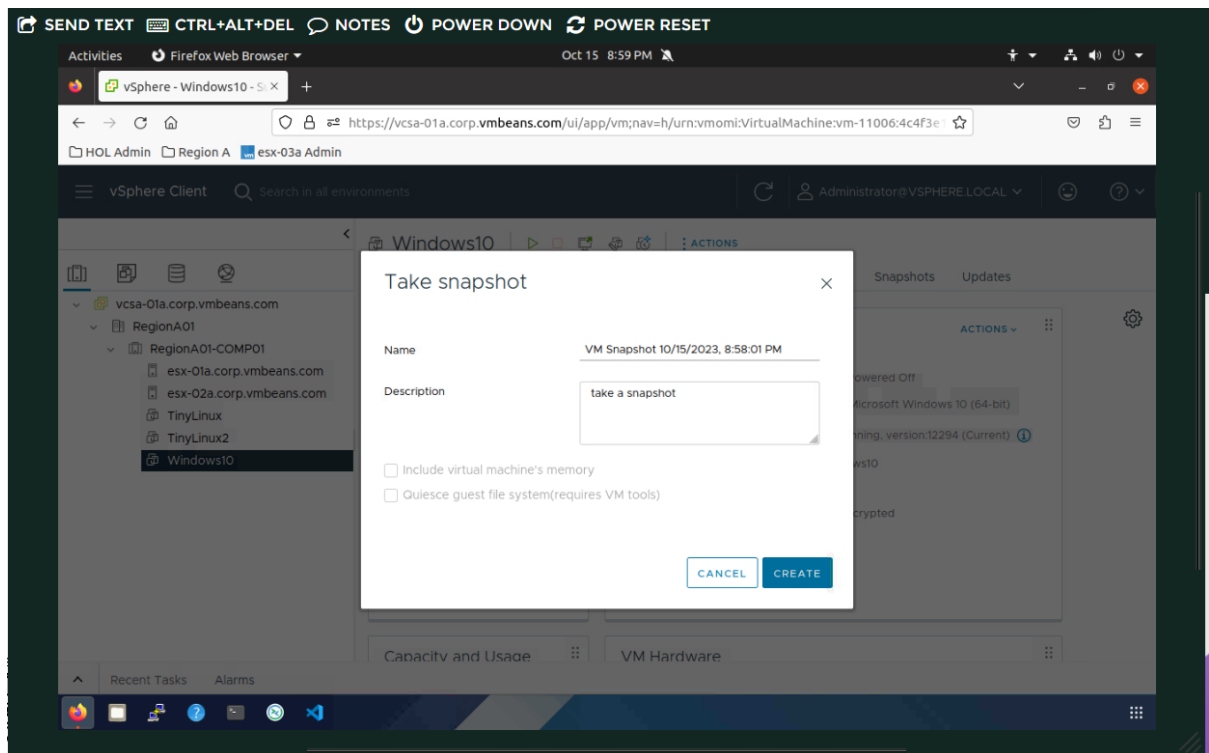 SEND TEXT CTRL+ALT+DEL NOTES POWER DOWN POWER RESET
Activities Firefox Web Browser Oct 15 8:59 PM
vSphere - Windows10 - S
https://vcsa-01a.corp.vmbeans.com/ui/app/vm;nav=h/urn:vmomi:VirtualMachine:vm-11006:4c4f3e
HOL Admin Region A esx-03a Admin
vSphere Client Search in all environments Administrator@VSPHERE.LOCAL
Windows10 ACTIONS
Snapshots Updates
vcsa-01a.corp.vmbeans.com
RegionA01
RegionA01-COMP01
esx-01a.corp.vmbeans.com
esx-02a.corp.vmbeans.com
TinyLinux
TinyLinux2
Windows10
Take snapshot
Name VM Snapshot 10/15/2023, 8:58:01 PM
Description take a snapshot
Include virtual machine's memory
Quiesce guest file system(requires VM tools)
CANCEL CREATE
ACTIONS
owered Off
Microsoft Windows 10 (64-bit)
nning, version:12294 (Current)
ws10
crypted
Capacity and Usage VM Hardware
Recent Tasks Alarms